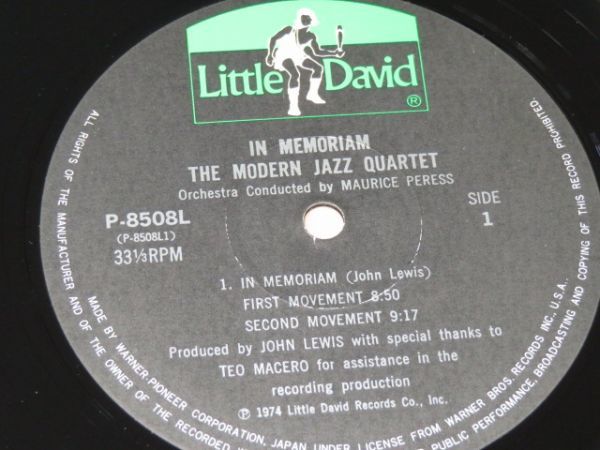 Little David ®
IN MEMORIAM
THE MODERN JAZZ QUARTET
Orchestra Conducted by MAURICE PERESS
P-8508L
(P-8508L1)
33⅓RPM
SIDE
1
1. IN MEMORIAM (John Lewis)
FIRST MOVEMENT 8:50
SECOND MOVEMENT 9:17
Produced by JOHN LEWIS with special thanks to
TEO MACERO for assistance in the
recording production
Ⓟ 1974 Little David Records Co., Inc.
ALL RIGHTS OF THE MANUFACTURER AND OF THE OWNER OF THE RECORDED
PUBLIC PERFORMANCE, BROADCASTING AND COPYING OF THIS RECORD PROHIBITED.
MADE BY WARNER-PIONEER CORPORATION, JAPAN UNDER LICENSE FROM WARNER BROS. RECORDS INC., U.S.A.